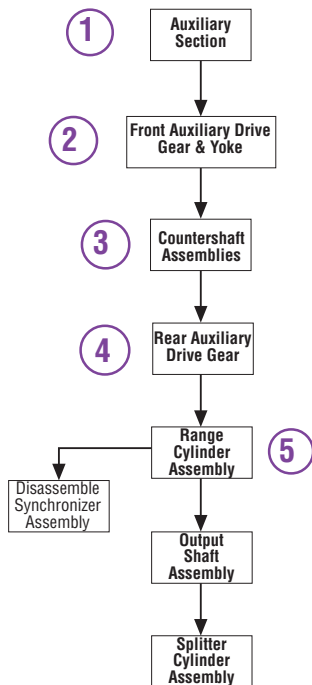 1
Auxiliary
Section
2
Front Auxiliary Drive
Gear & Yoke
3
Countershaft
Assemblies
4
Rear Auxiliary
Drive Gear
Range
Cylinder
Assembly
5
Disassemble
Synchronizer
Assembly
Output
Shaft
Assembly
Splitter
Cylinder
Assembly